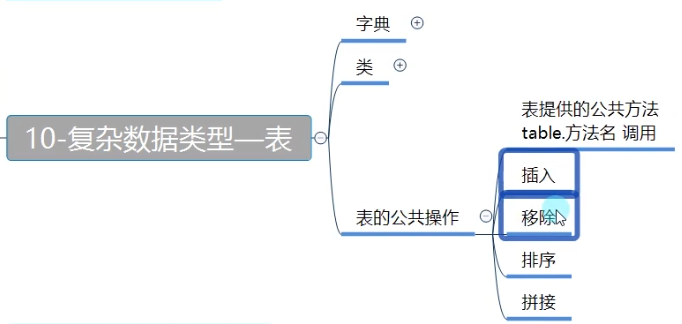 字典
类
10-复杂数据类型—表
表提供的公共方法
table.方法名 调用
插入
表的公共操作
移除
排序
拼接